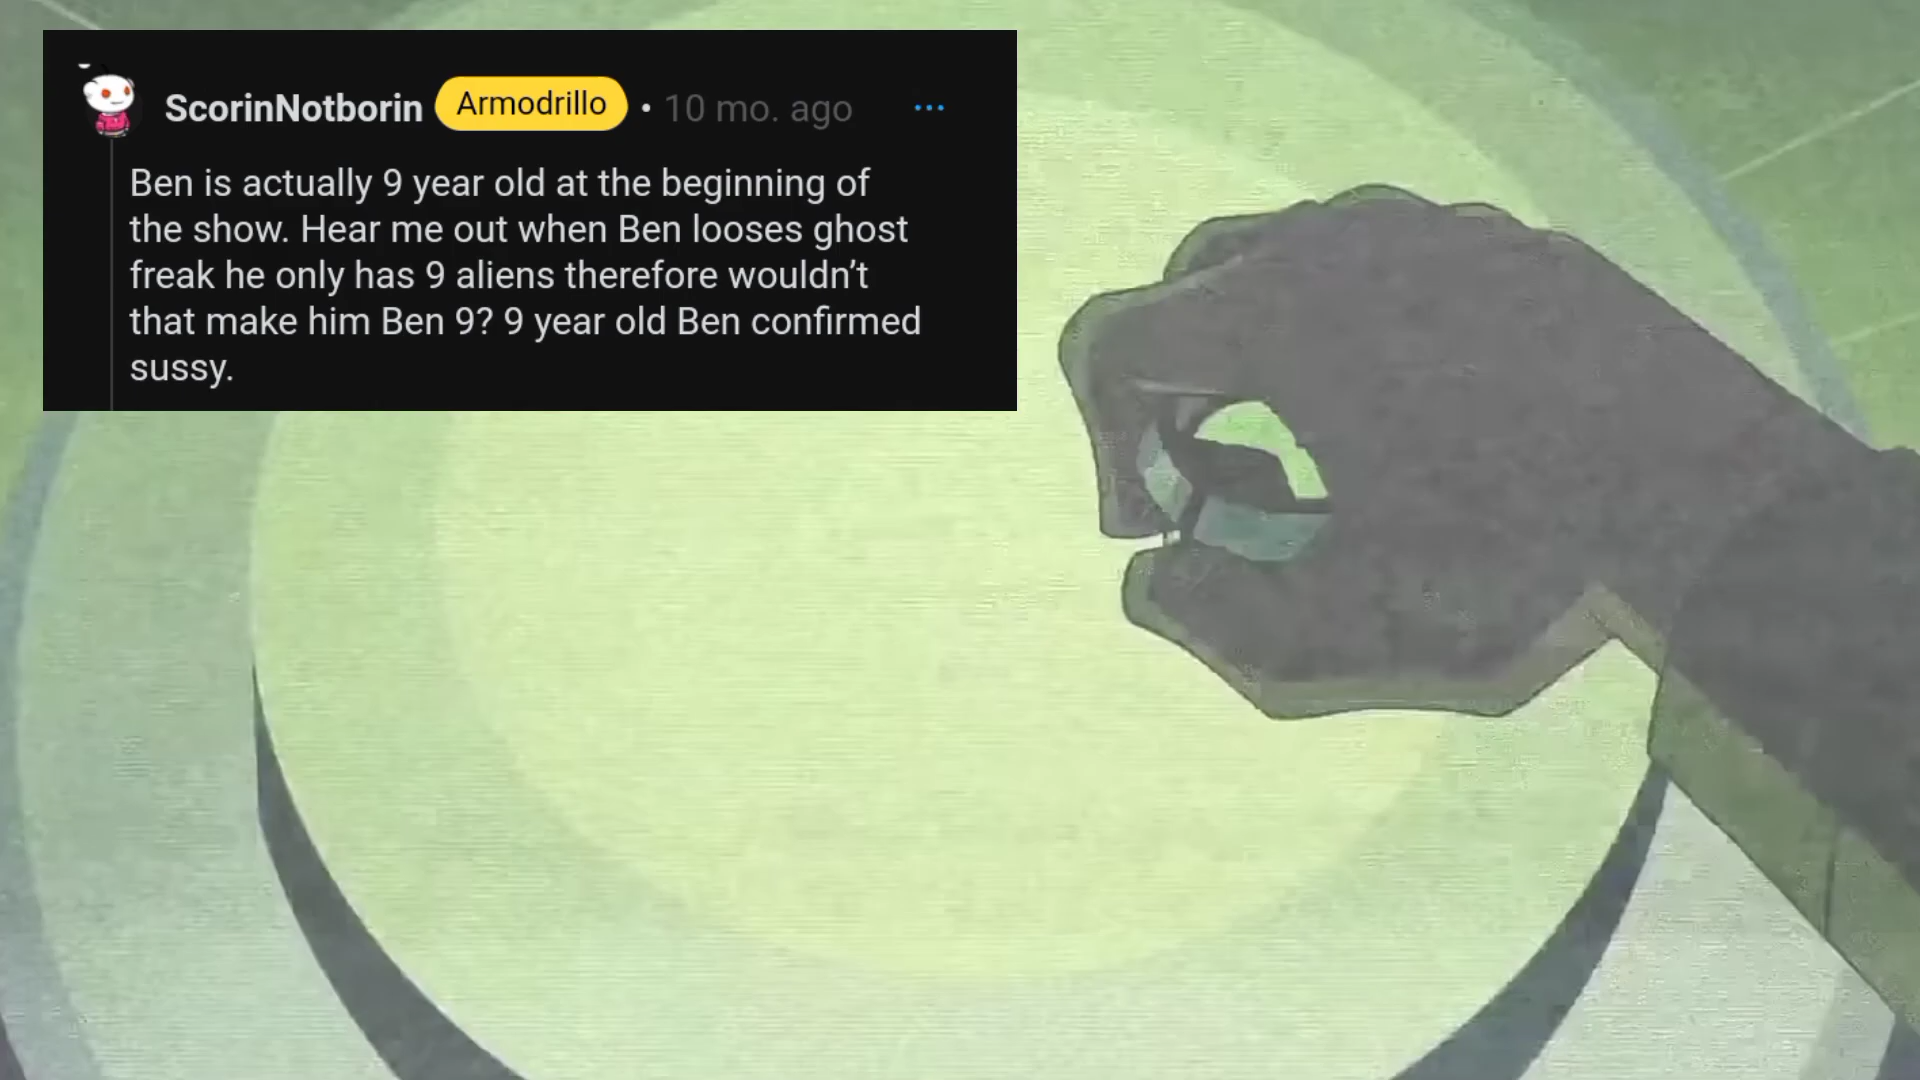 ScorinNotborin Armodrillo • 10 mo. ago ...
Ben is actually 9 year old at the beginning of
the show. Hear me out when Ben looses ghost
freak he only has 9 aliens therefore wouldn’t
that make him Ben 9? 9 year old Ben confirmed
sussy.